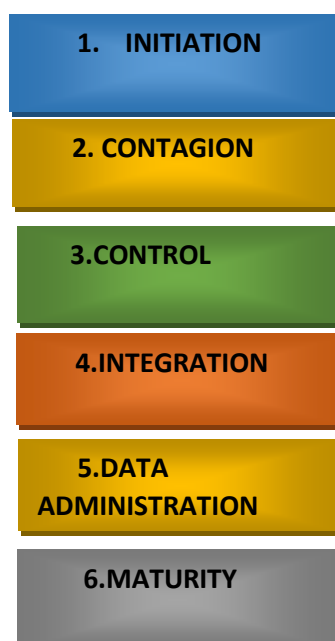 1. INITIATION
2. CONTAGION
3.CONTROL
4.INTEGRATION
5.DATA
ADMINISTRATION
6.MATURITY